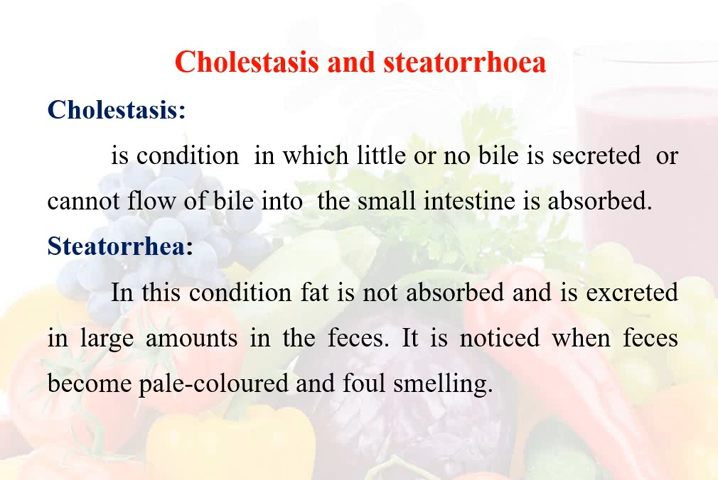 Cholestasis and steatorrhoea
Cholestasis:
is condition in which little or no bile is secreted or
cannot flow of bile into the small intestine is absorbed.
Steatorrhea:
In this condition fat is not absorbed and is excreted
in large amounts in the feces. It is noticed when feces
become pale-coloured and foul smelling.